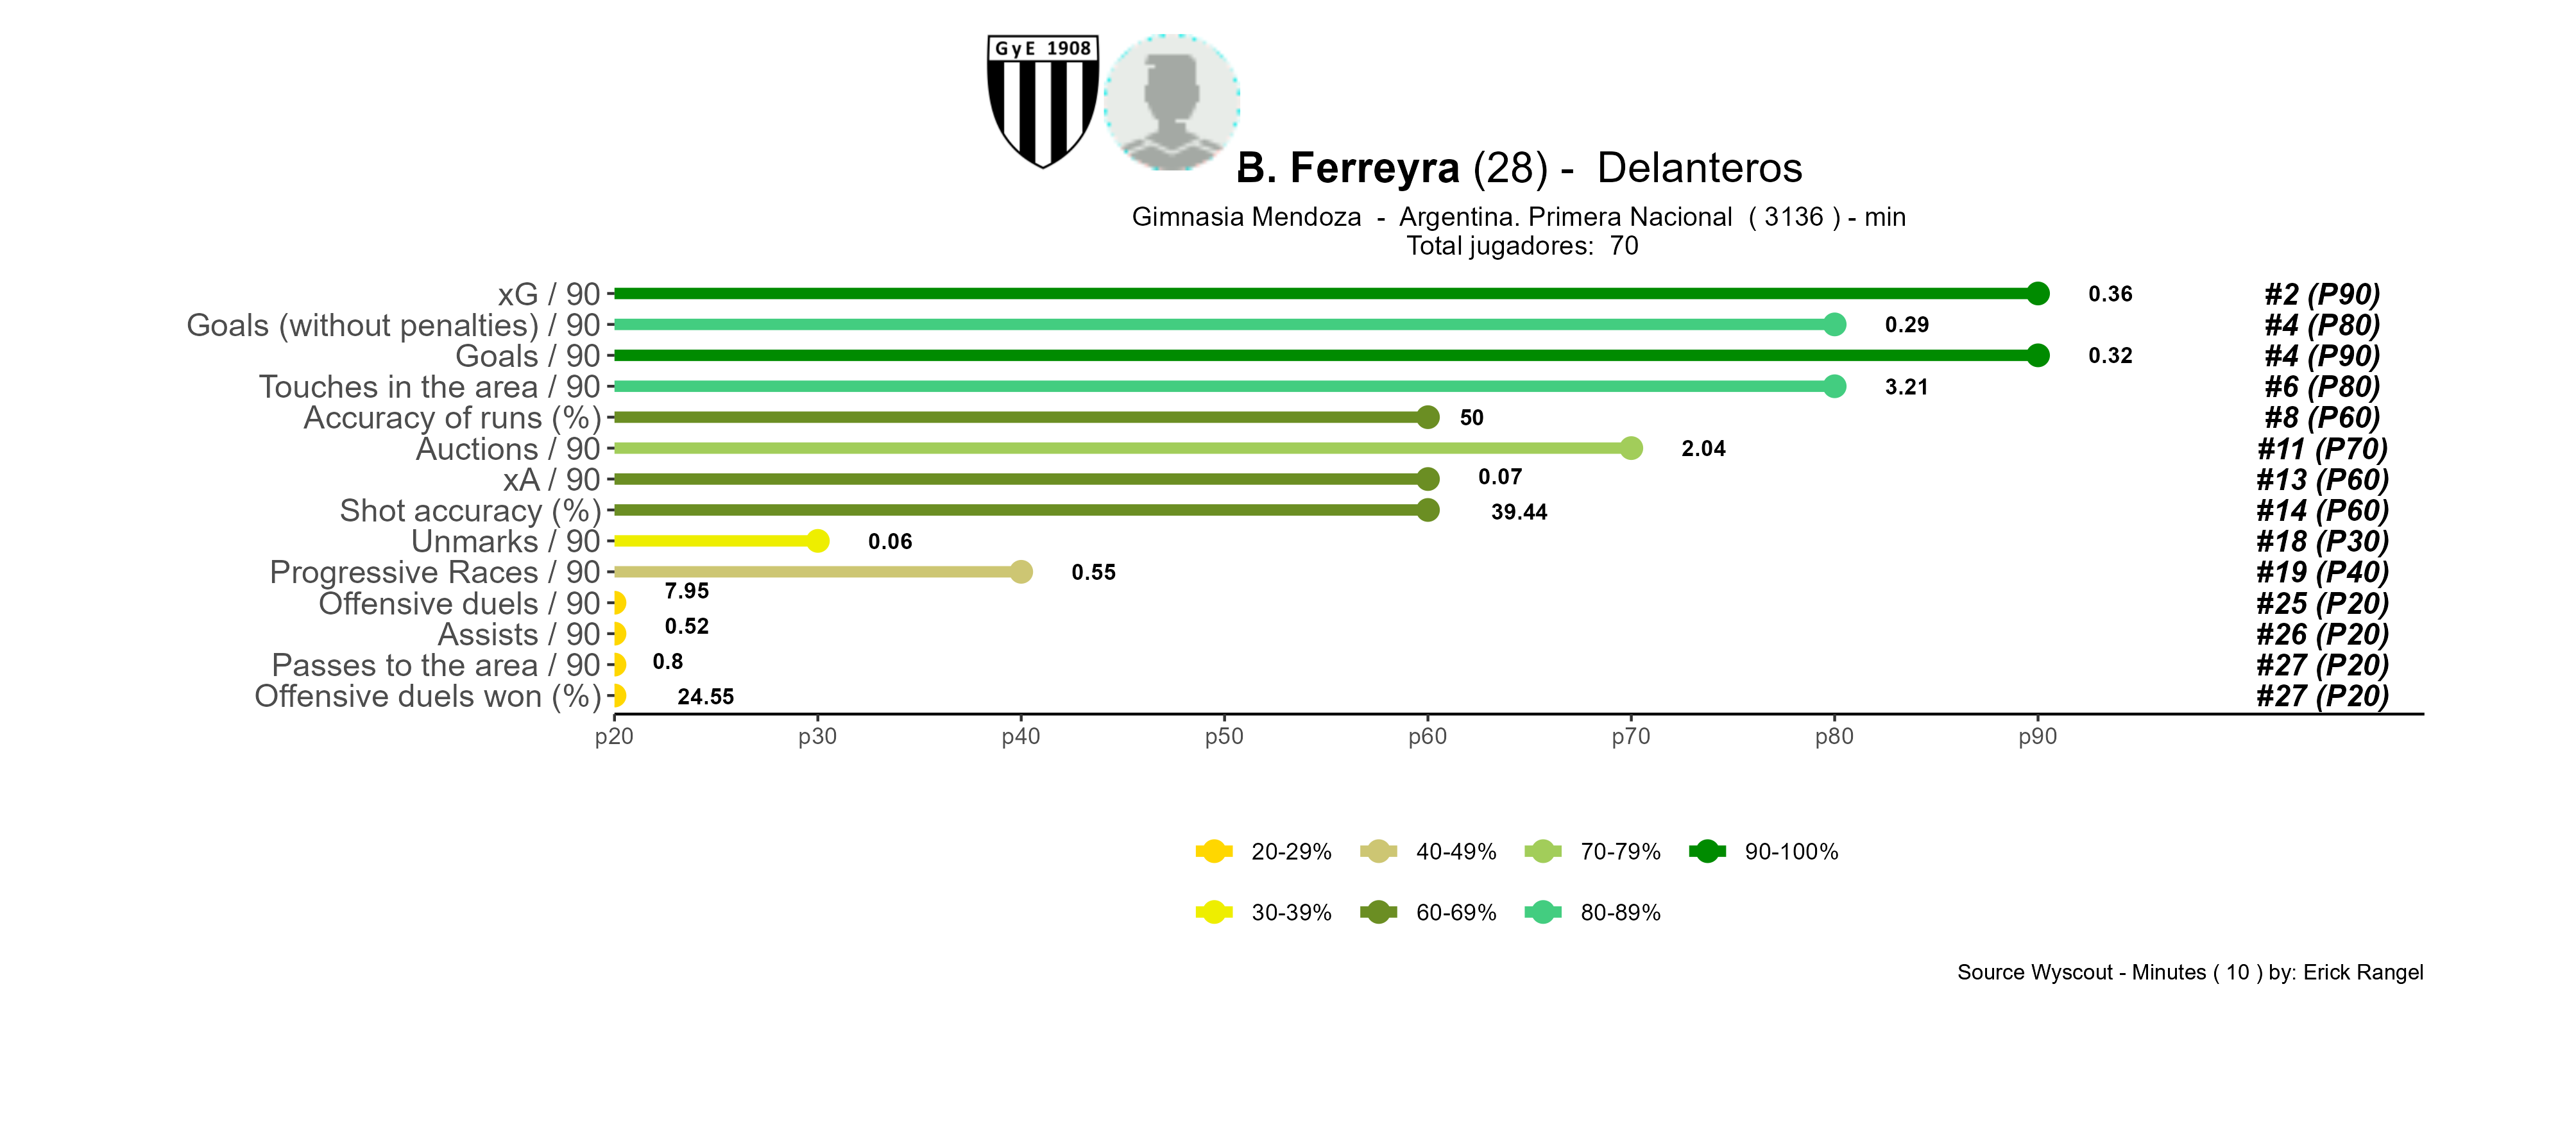 GyE 1908
B. Ferreyra (28) - Delanteros
Gimnasia Mendoza - Argentina. Primera Nacional ( 3136 ) - min
Total jugadores: 70
xG / 90 0.36 #2 (P90)
Goals (without penalties) / 90 0.29 #4 (P80)
Goals / 90 0.32 #4 (P90)
Touches in the area / 90 3.21 #6 (P80)
Accuracy of runs (%) 50 #8 (P60)
Auctions / 90 2.04 #11 (P70)
xA / 90 0.07 #13 (P60)
Shot accuracy (%) 39.44 #14 (P60)
Unmarks / 90 0.06 #18 (P30)
Progressive Races / 90 0.55 #19 (P40)
Offensive duels / 90 7.95 #25 (P20)
Assists / 90 0.52 #26 (P20)
Passes to the area / 90 0.8 #27 (P20)
Offensive duels won (%) 24.55 #27 (P20)
p20 p30 p40 p50 p60 p70 p80 p90
20-29% 40-49% 70-79% 90-100%
30-39% 60-69% 80-89%
Source Wyscout - Minutes ( 10 ) by: Erick Rangel